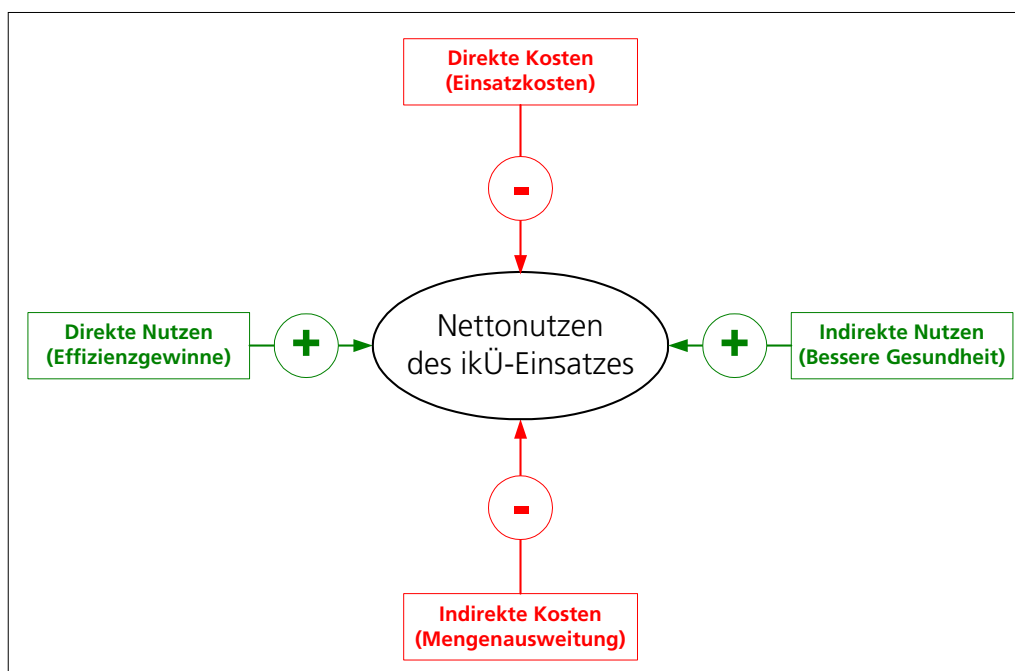 Direkte Kosten
(Einsatzkosten)
-
Direkte Nutzen
(Effizienzgewinne)
+
Nettonutzen
des ikÜ-Einsatzes
+
Indirekte Nutzen
(Bessere Gesundheit)
-
Indirekte Kosten
(Mengenausweitung)